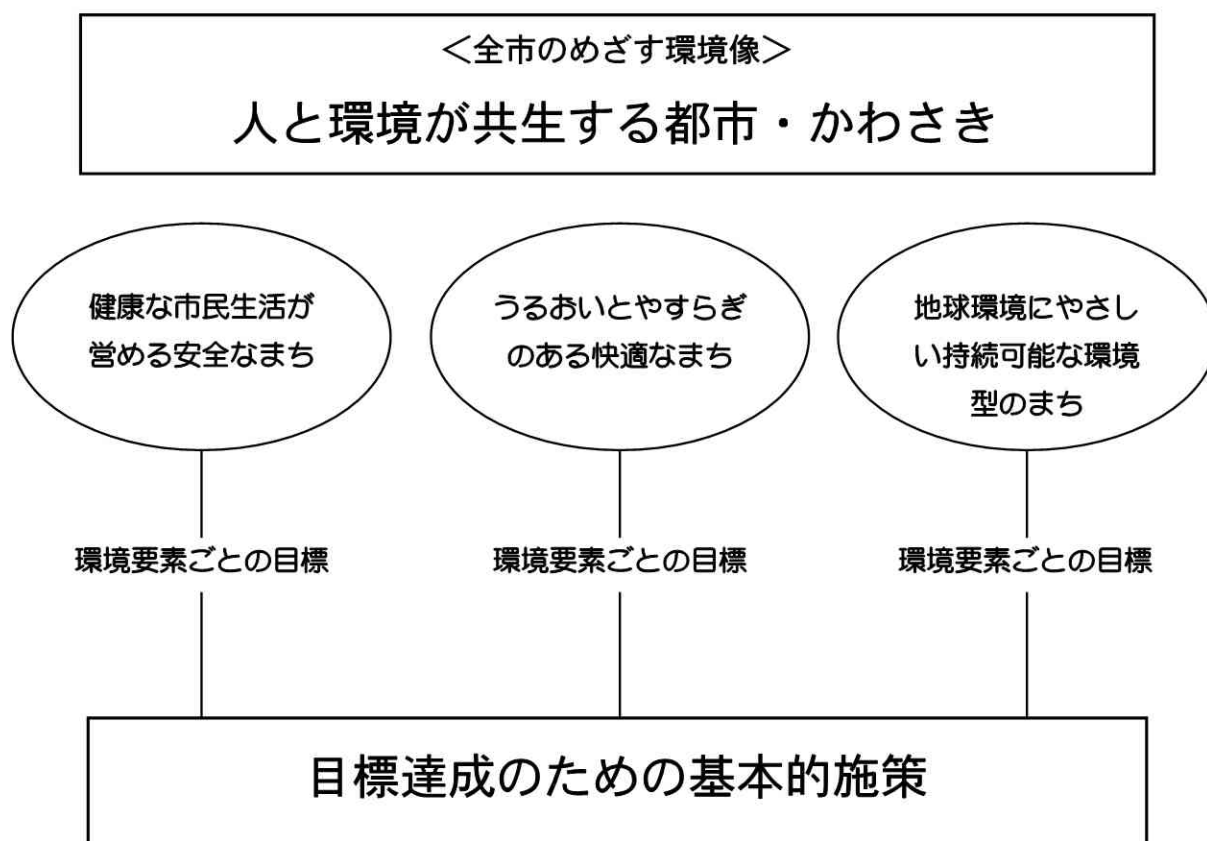 ＜全市のめざす環境像＞
人と環境が共生する都市・かわさき
健康な市民生活が
営める安全なまち
うるおいとやすらぎ
のある快適なまち
地球環境にやさし
い持続可能な環境
型のまち
環境要素ごとの目標
環境要素ごとの目標
環境要素ごとの目標
目標達成のための基本的施策